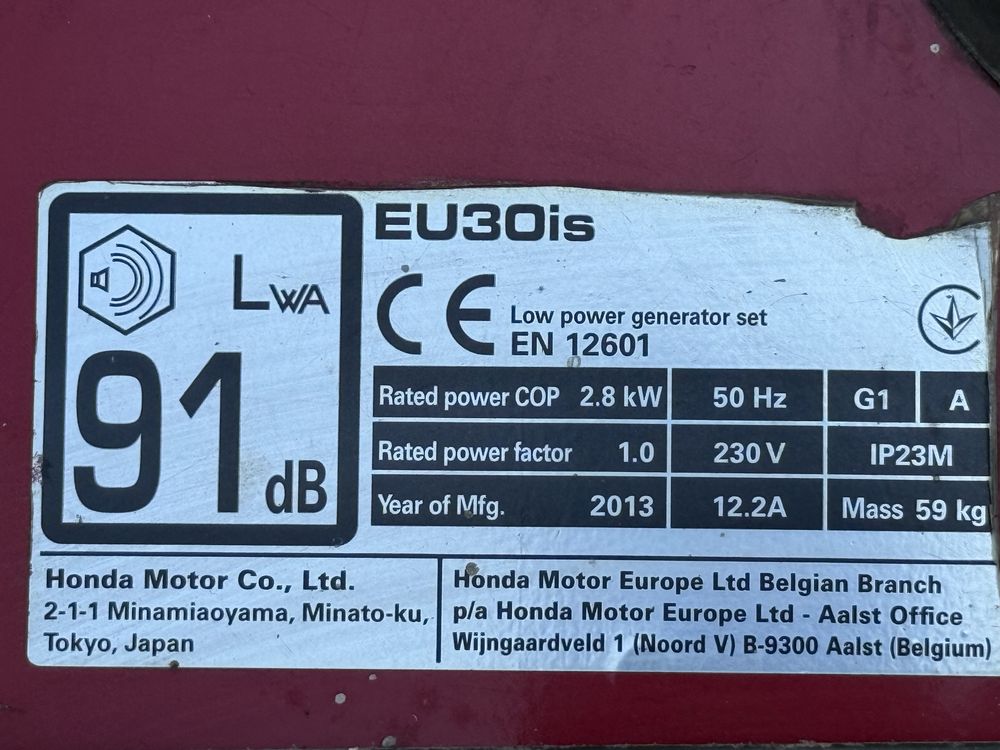 EU30is
LWA
91 dB
CE
Low power generator set
EN 12601
Rated power COP 2.8 kW 50 Hz G1 A
Rated power factor 1.0 230 V IP23M
Year of Mfg. 2013 12.2A Mass 59 kg
Honda Motor Co., Ltd.
2-1-1 Minamiaoyama, Minato-ku,
Tokyo, Japan
Honda Motor Europe Ltd Belgian Branch
p/a Honda Motor Europe Ltd - Aalst Office
Wijngaardveld 1 (Noord V) B-9300 Aalst (Belgium)